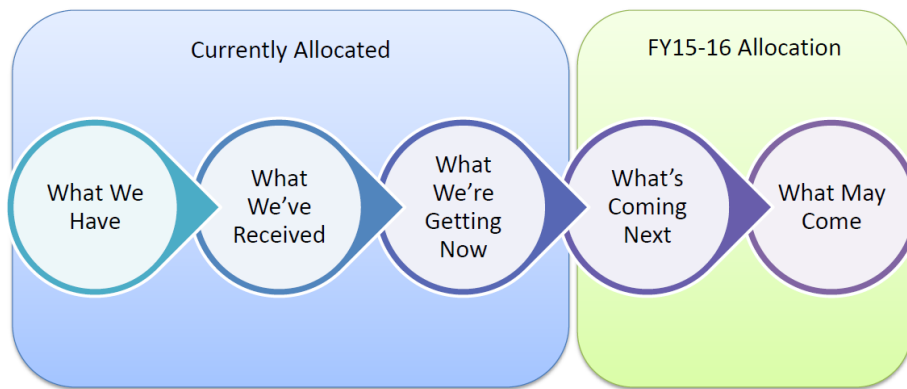 Currently Allocated
FY15-16 Allocation
What We
Have
What
We’ve
Received
What
We’re
Getting
Now
What’s
Coming
Next
What May
Come